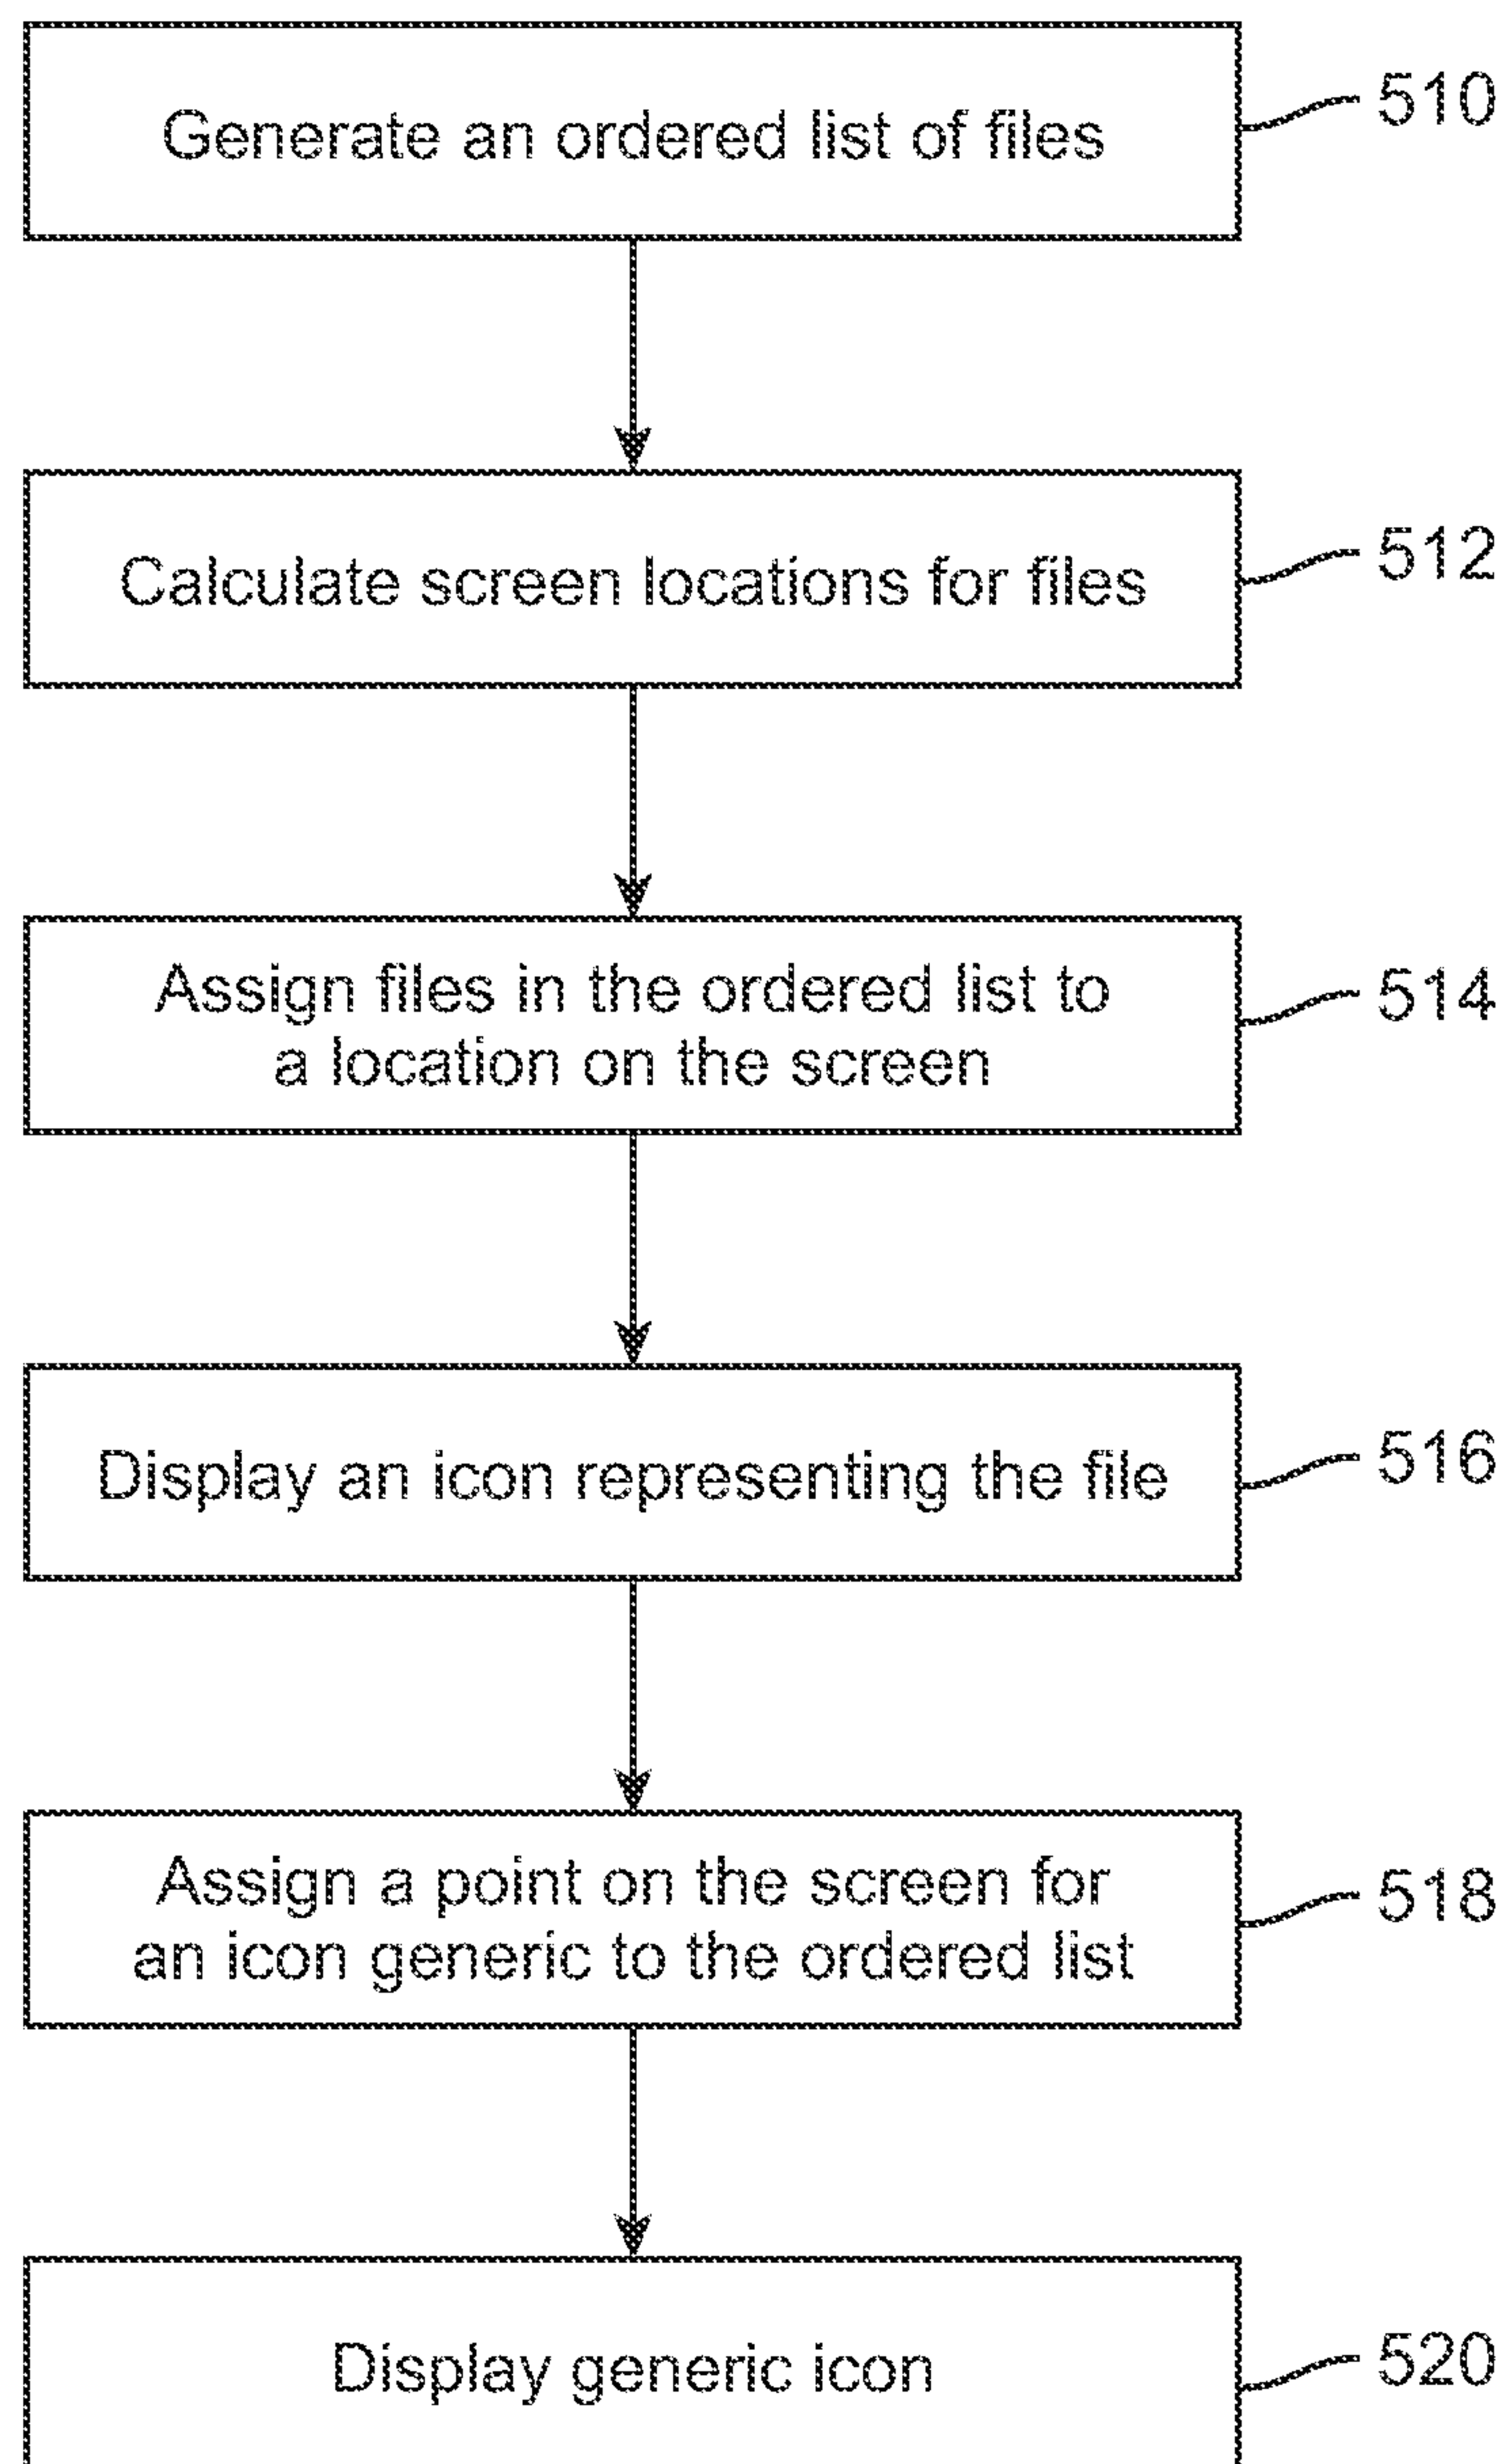 Generate an ordered list of files
510
Calculate screen locations for files
512
Assign files in the ordered list to
a location on the screen
514
Display an icon representing the file
516
Assign a point on the screen for
an icon generic to the ordered list
518
Display generic icon
520